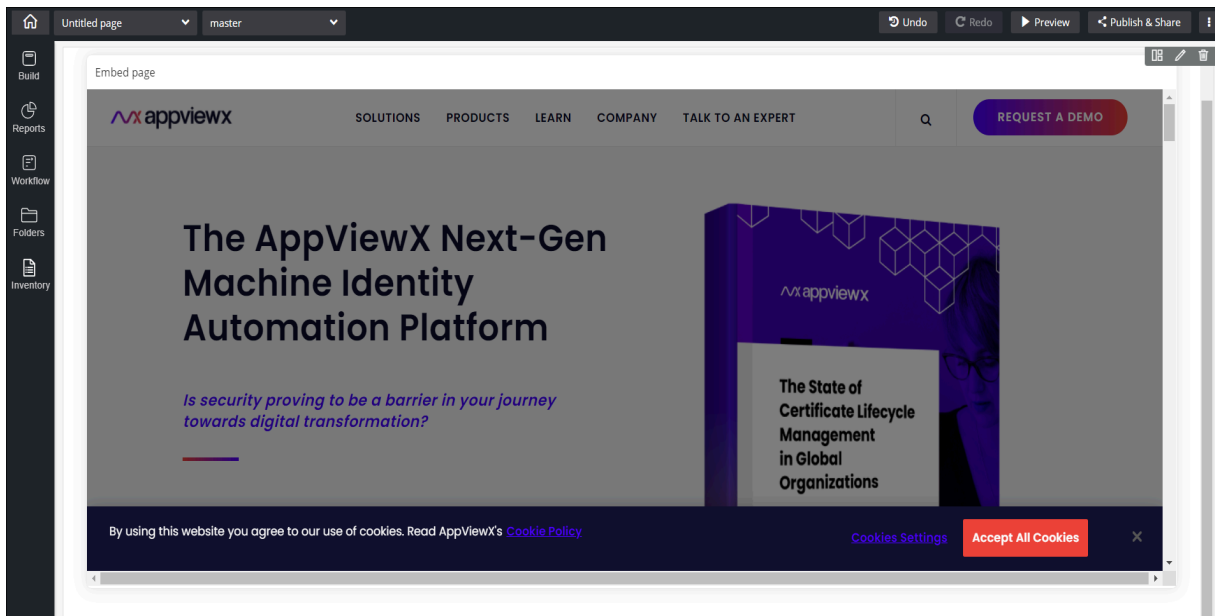 Untitled page
master
Undo
Redo
Preview
Publish & Share
Build
Reports
Workflow
Folders
Inventory
Embed page
appviewx
SOLUTIONS
PRODUCTS
LEARN
COMPANY
TALK TO AN EXPERT
REQUEST A DEMO
The AppViewX Next-Gen
Machine Identity
Automation Platform
Is security proving to be a barrier in your journey
towards digital transformation?
appviewx
The State of
Certificate Lifecycle
Management
in Global
Organizations
By using this website you agree to our use of cookies. Read AppViewX's Cookie Policy
Cookies Settings
Accept All Cookies